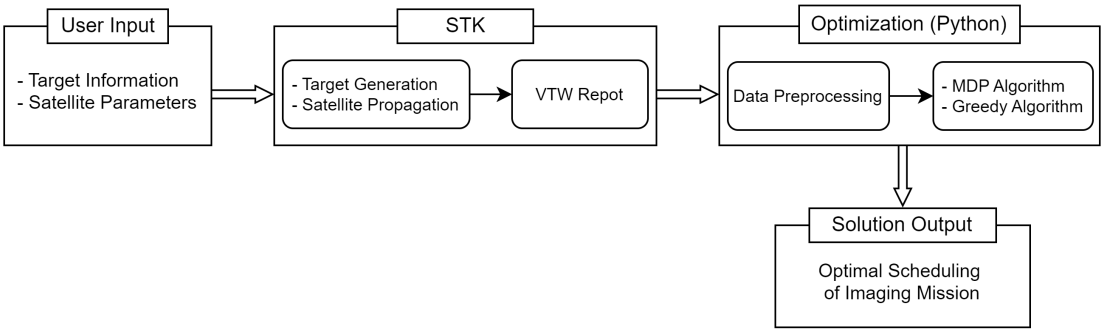 User Input
- Target Information
- Satellite Parameters
STK
- Target Generation
- Satellite Propagation
VTW Repot
Optimization (Python)
Data Preprocessing
- MDP Algorithm
- Greedy Algorithm
Solution Output
Optimal Scheduling
of Imaging Mission